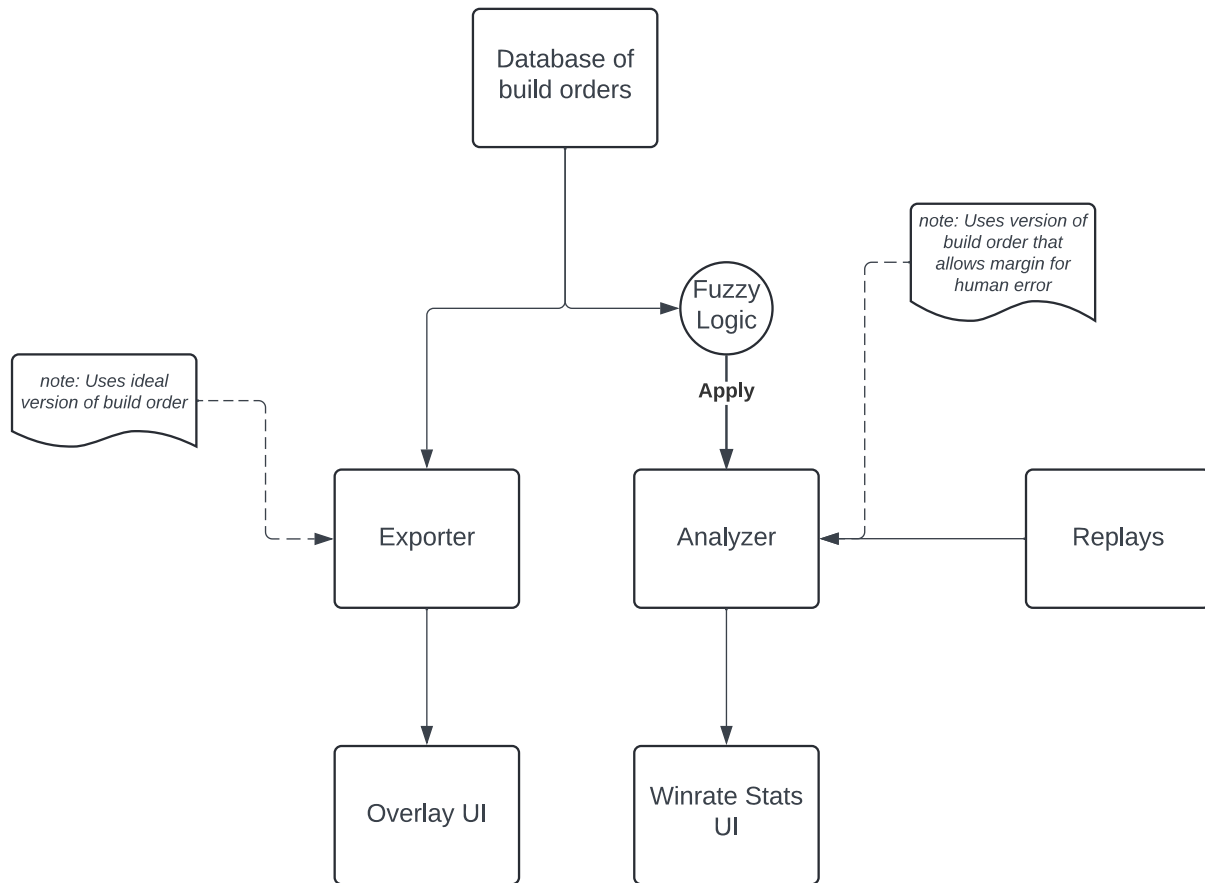 Database of
build orders
note: Uses version of
build order that
allows margin for
human error
Fuzzy
Logic
note: Uses ideal
version of build order
Apply
Exporter
Analyzer
Replays
Overlay UI
Winrate Stats
UI